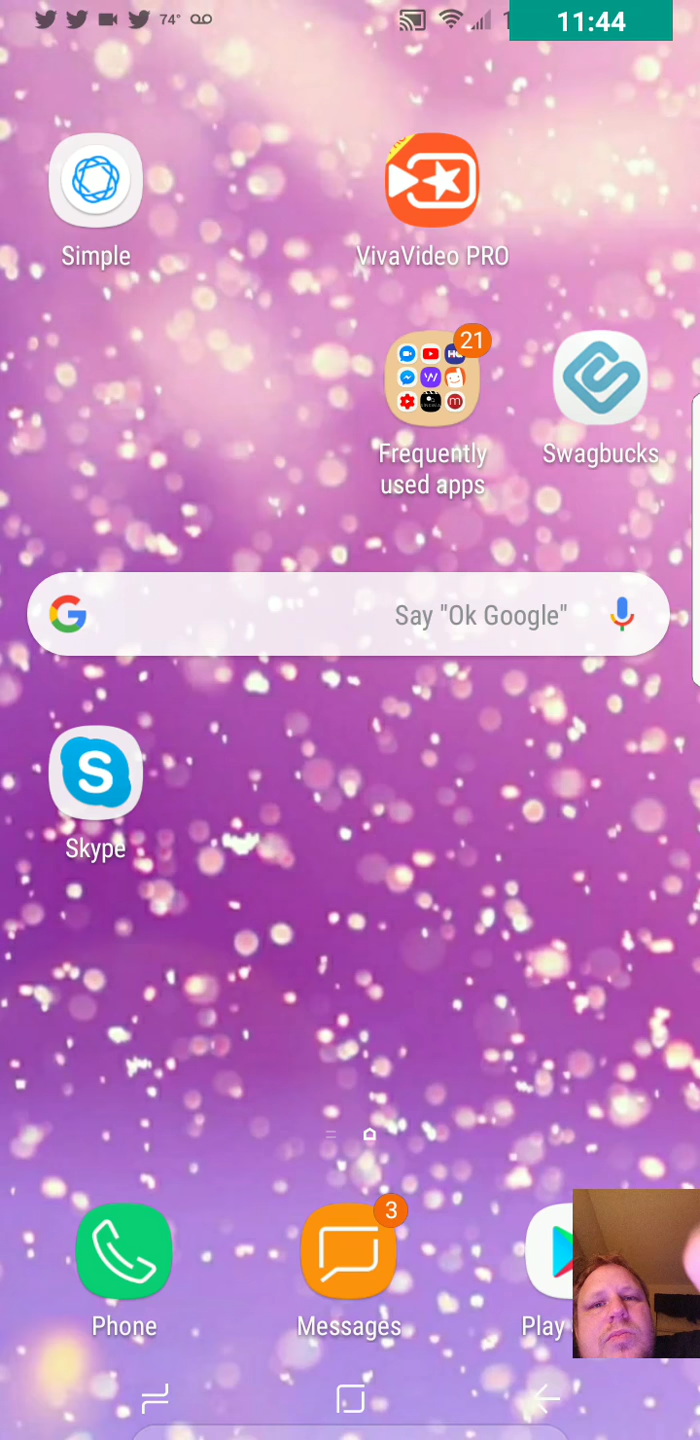 74°
11:44
Simple
VivaVideo PRO
21
Frequently
used apps
Swagbucks
Say "Ok Google"
Skype
3
Phone
Messages
Play